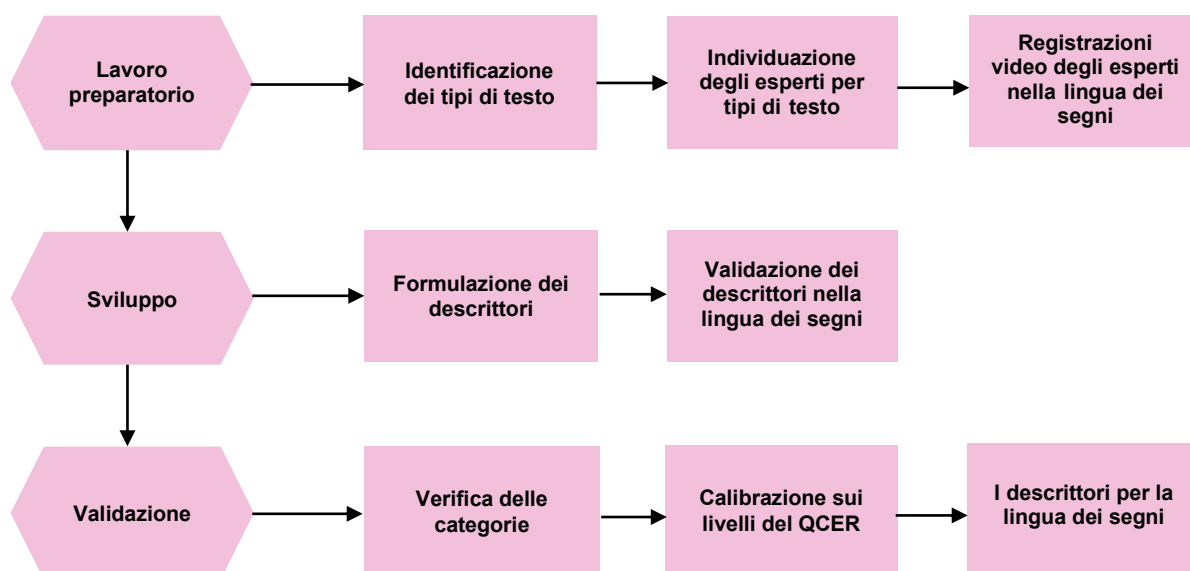 Lavoro
preparatorio
Identificazione
dei tipi di testo
Individuazione
degli esperti per
tipi di testo
Registrazioni
video degli esperti
nella lingua dei
segni
Sviluppo
Formulazione dei
descrittori
Validazione dei
descrittori nella
lingua dei segni
Validazione
Verifica delle
categorie
Calibrazione sui
livelli del QCER
I descrittori per la
lingua dei segni